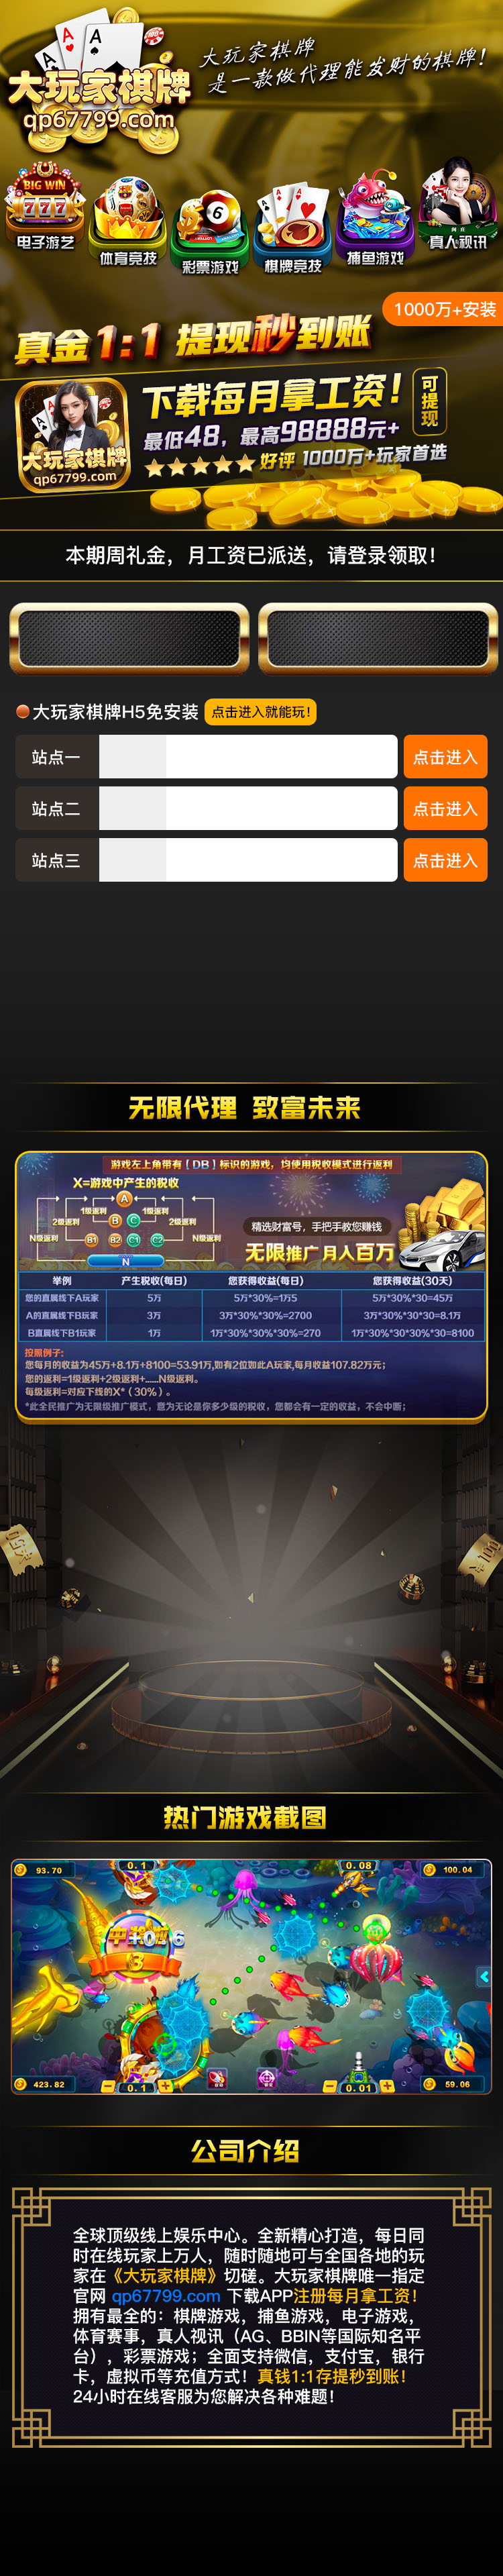 大玩家棋牌
qp67799.com
大玩家棋牌
是一款做代理能发财的棋牌!
BIG WIN
777
电子游艺
体育竞技
6
彩票游戏
棋牌竞技
捕鱼游戏
真人视讯
1000万+安装
真金1:1 提现秒到账
下载每月拿工资!
可提现
最低48，最高98888元+
好评 1000万+玩家首选
大玩家棋牌
qp67799.com
本期周礼金，月工资已派送，请登录领取!
大玩家棋牌H5免安装 点击进入就能玩!
站点一 点击进入
站点二 点击进入
站点三 点击进入
无限代理 致富未来
游戏左上角带有【DB】标识的游戏，均使用税收模式进行返利
X=游戏中产生的税收
A
1级返利 1级返利
2级返利 B C 2级返利
N级返利 B1 B2 C1 C2 N级返利
N
精选财富号，手把手教您赚钱
无限推广月入百万
举例 产生税收(每日) 您获得收益(每日) 您获得收益(30天)
您的直属线下A玩家 5万 5万*30%=1万5 5万*30%*30=45万
A的直属线下B玩家 3万 3万*30%*30%=2700 3万*30%*30*30=8.1万
B直属线下B1玩家 1万 1万*30%*30%*30%=270 1万*30%*30*30%*30=8100
按照例子:
您每月的收益为45万+8.1万+8100=53.91万,如有2位如此A玩家,每月收益107.82万元;
您的返利=1级返利+2级返利+......N级返利。
每级返利=对应下线的X*（30%）。
*此全民推广为无限级推广模式，意为无论是你多少级的税收，您都会有一定的收益，不会中断;
热门游戏截图
93.70
0.1
0.08
100.04
3
423.82
0.1
0.01
59.06
公司介绍
全球顶级线上娱乐中心。全新精心打造，每日同
时在线玩家上万人，随时随地可与全国各地的玩
家在《大玩家棋牌》切磋。大玩家棋牌唯一指定
官网 qp67799.com 下载APP注册每月拿工资!
拥有最全的：棋牌游戏，捕鱼游戏，电子游戏，
体育赛事，真人视讯（AG、BBIN等国际知名平
台），彩票游戏；全面支持微信，支付宝，银行
卡，虚拟币等充值方式！真钱1:1存提秒到账!
24小时在线客服为您解决各种难题!